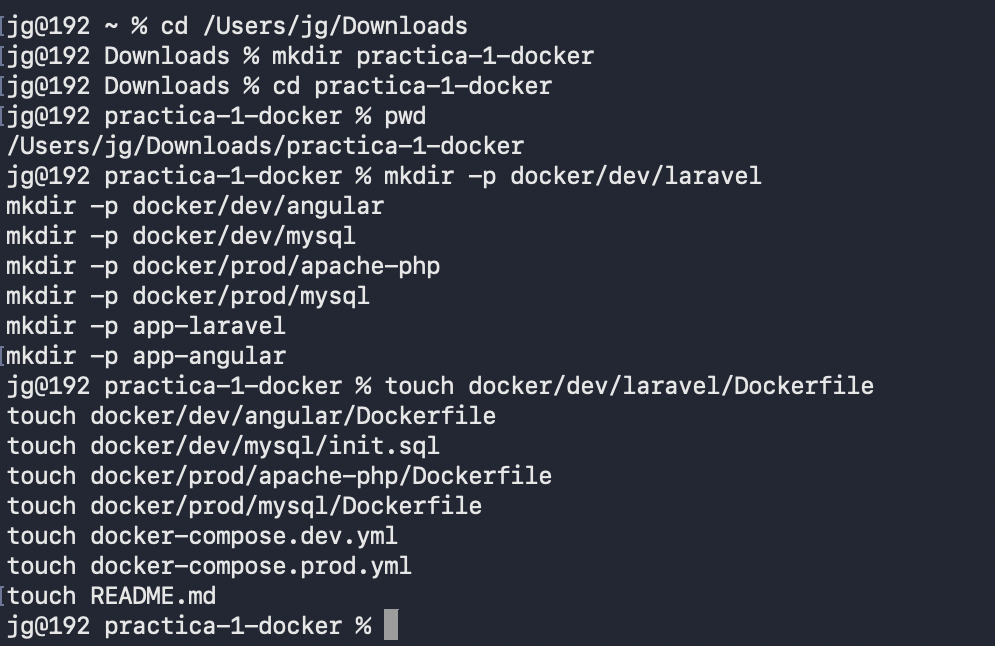 jg@192 ~ % cd /Users/jg/Downloads
jg@192 Downloads % mkdir practica-1-docker
jg@192 Downloads % cd practica-1-docker
jg@192 practica-1-docker % pwd
/Users/jg/Downloads/practica-1-docker
jg@192 practica-1-docker % mkdir -p docker/dev/laravel
mkdir -p docker/dev/angular
mkdir -p docker/dev/mysql
mkdir -p docker/prod/apache-php
mkdir -p docker/prod/mysql
mkdir -p app-laravel
mkdir -p app-angular
jg@192 practica-1-docker % touch docker/dev/laravel/Dockerfile
touch docker/dev/angular/Dockerfile
touch docker/dev/mysql/init.sql
touch docker/prod/apache-php/Dockerfile
touch docker/prod/mysql/Dockerfile
touch docker-compose.dev.yml
touch docker-compose.prod.yml
touch README.md
jg@192 practica-1-docker %